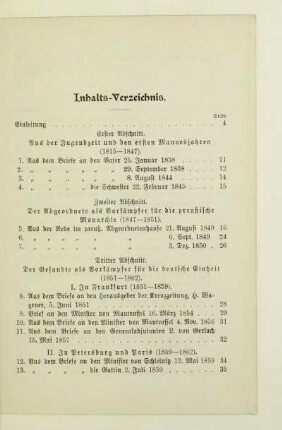 Inhalts-Verzeichnis.
Seite
Einleitung . . . . . . . . . . . . . . . . 4
Erster Abschnitt.
Aus der Jugendzeit und den ersten Mannesjahren
(1815—1847).
1. Aus dem Briefe an den Vater 25. Januar 1838 . . . . . 11
2. „ „ „ „ „ „ 29. September 1838 . . . . 12
3. „ „ „ „ „ „ 8. August 1844 . . . . . 14
4. „ „ „ „ die Schwester 22. Februar 1845 . . . . 15
Zweiter Abschnitt.
Der Abgeordnete als Vorkämpfer für die preußische
Monarchie (1847—1851).
5. Aus der Rede im preuß. Abgeordnetenhause 21. August 1849 16
6. „ „ „ „ „ „ 6. Sept. 1849 24
7. „ „ „ „ „ „ 3. Dez. 1850 . 26
Dritter Abschnitt.
Der Gesandte als Vorkämpfer für die deutsche Einheit
(1851—1862).
I. In Frankfurt (1851—1859).
8. Aus dem Briefe an den Herausgeber der Kreuzzeitung, H. Wa-
gener, 5. Juni 1851 . . . . . . . . . . . 28
9. Brief an den Minister von Manteuffel 16. März 1854 . . 29
10. Aus dem Briefe an den Minister von Manteuffel 4. Nov. 1856 31
11. Aus dem Briefe an den Generaladjutanten L. von Gerlach
15. Mai 1857 . . . . . . . . . . . . . 32
II. In Petersburg und Paris (1859—1862).
12. Aus dem Briefe an den Minister von Schleinitz 12. Mai 1859 34
13. „ „ „ „ die Gattin 2. Juli 1859 . . . . . 35